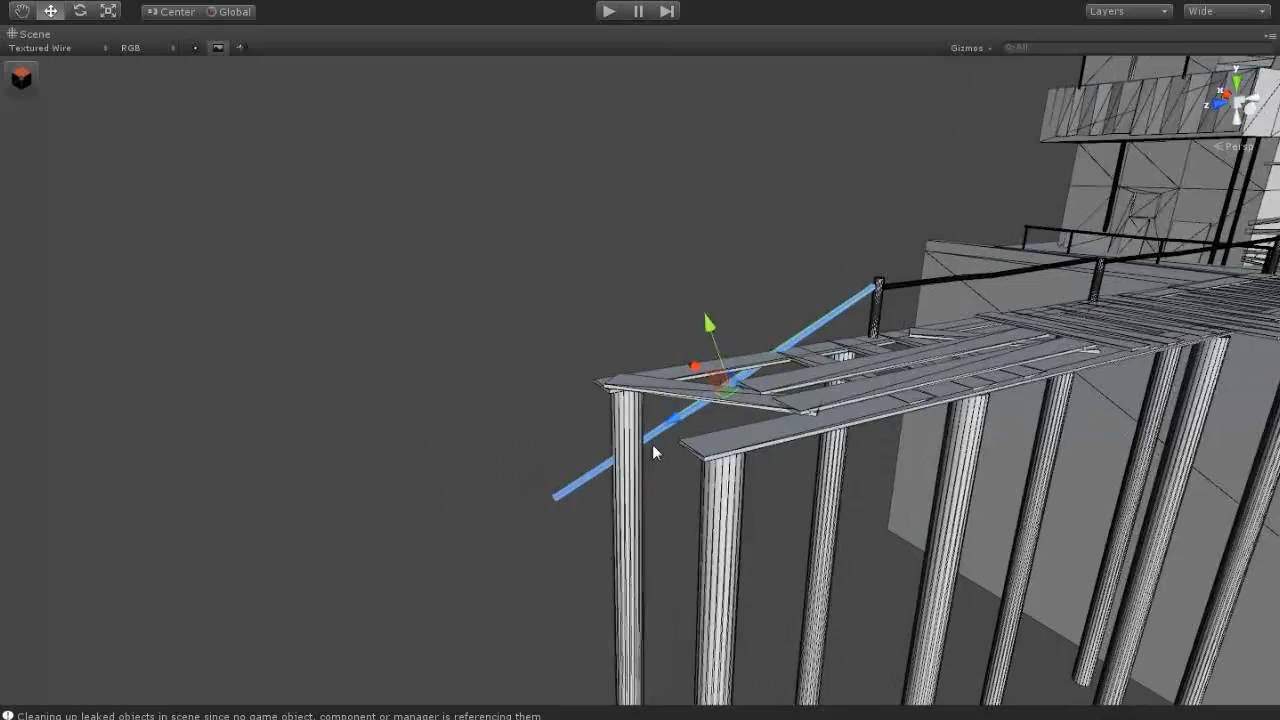 Center Global Layers Wide
Scene
Textured Wire RGB Gizmos All
y
x
z
Persp
Cleaning up leaked objects in scene since no game object, component or manager is referencing them